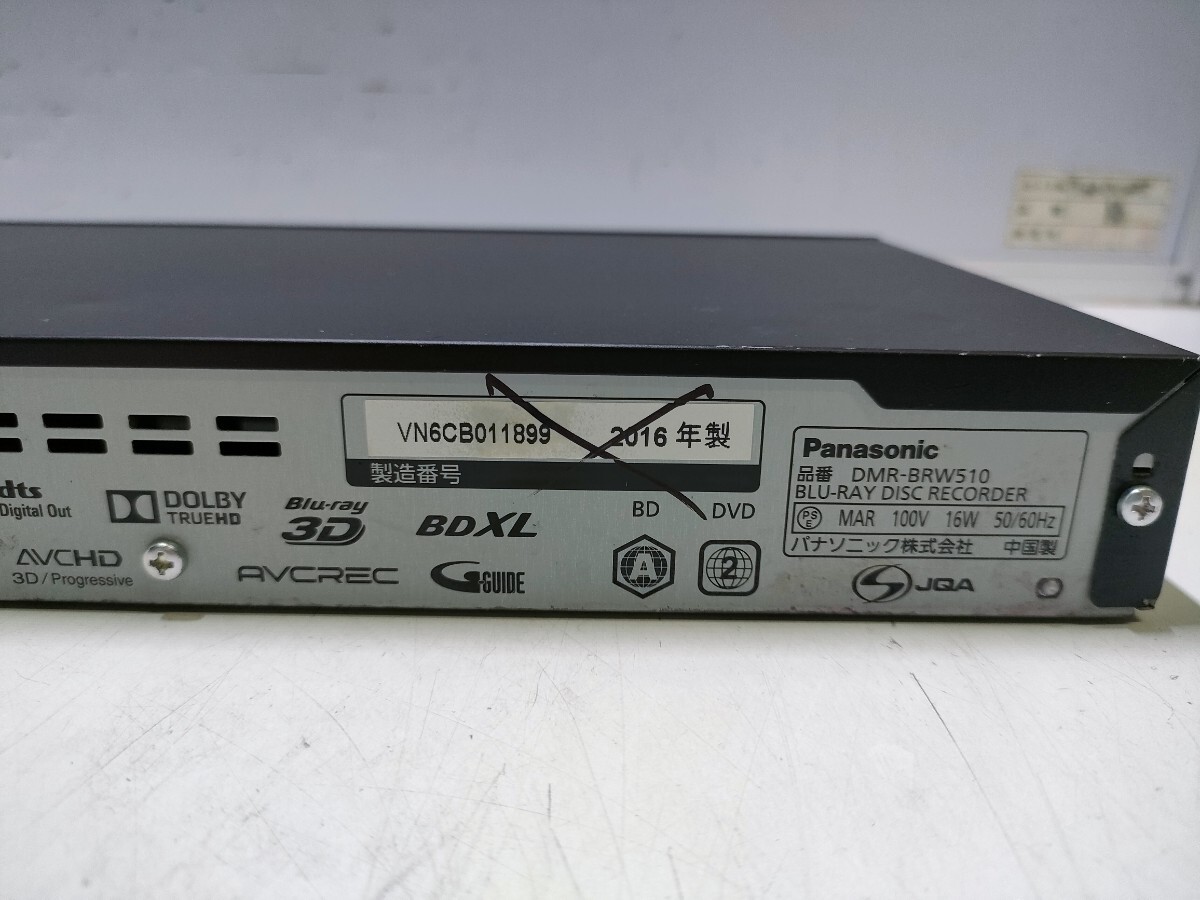 VN6CB011899 2016 年製
製造番号
dts
Digital Out
DOLBY
TRUEHD
Blu-ray
3D
BDXL
BD
DVD
AVCHD
3D / Progressive
AVCREC
G-GUIDE
A
2
Panasonic
品番 DMR-BRW510
BLU-RAY DISC RECORDER
PS E MAR 100V 16W 50/60Hz
パナソニック株式会社 中国製
JQA